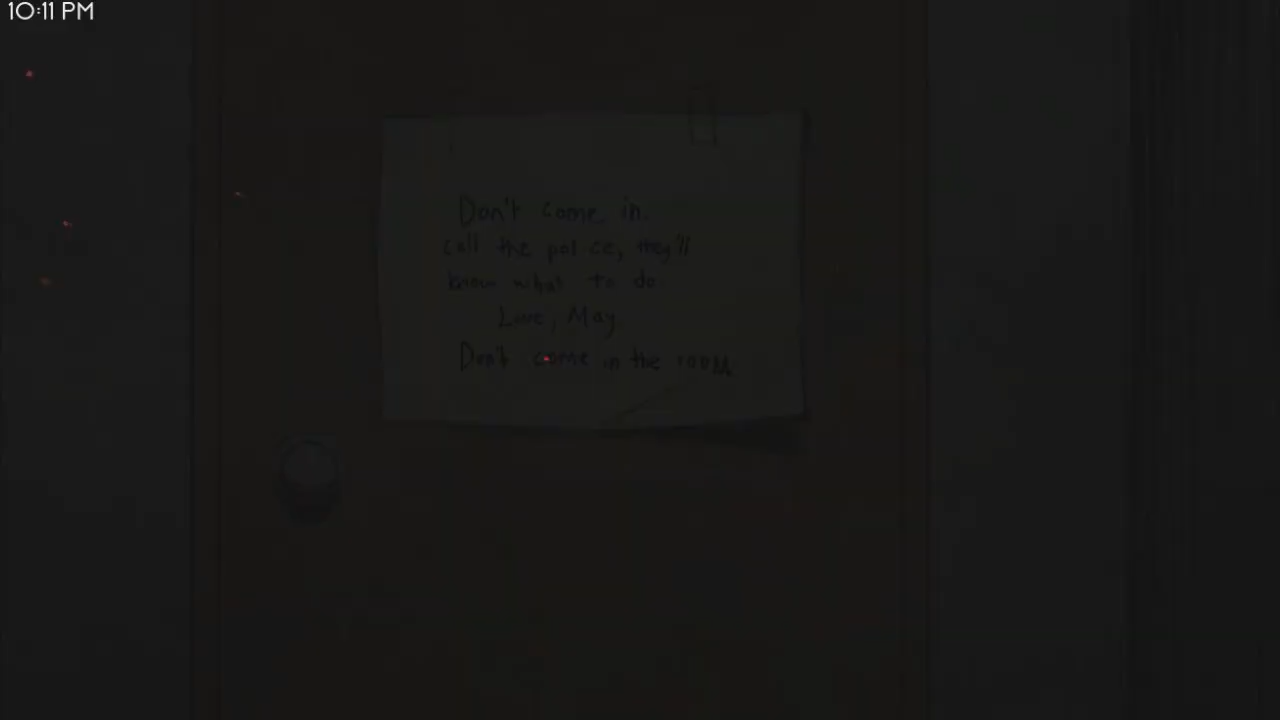 10:11 PM
Don't come in.
call the police, they'll
know what to do.
Love, May.
Don't come in the room.